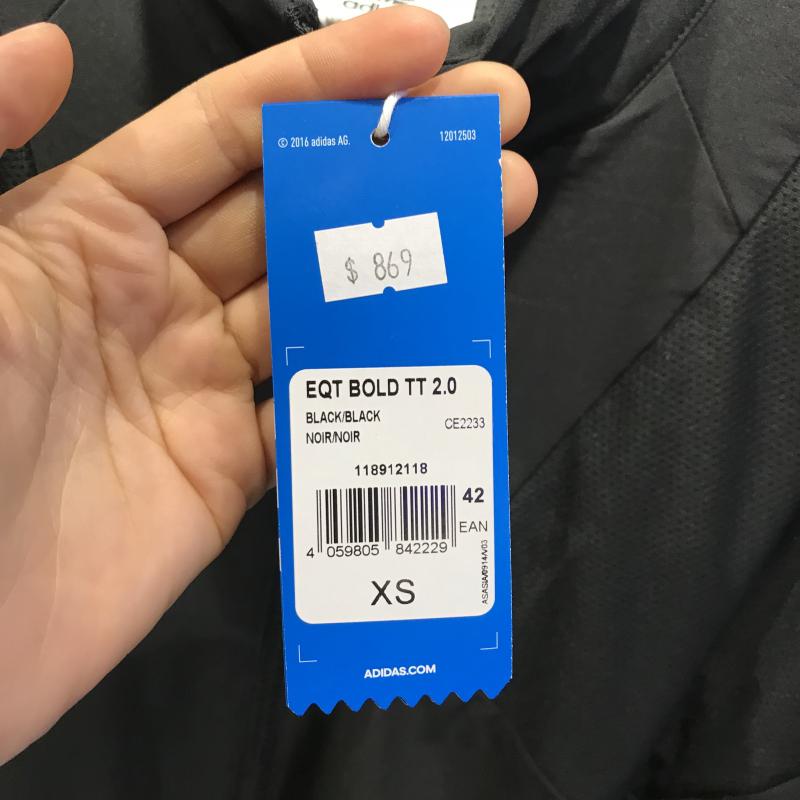 adidas
© 2016 adidas AG.
12012503
$ 869
EQT BOLD TT 2.0
BLACK/BLACK
NOIR/NOIR
CE2233
118912118
42
EAN
4 059805 842229
XS
ASASIA/0914/V03
ADIDAS.COM